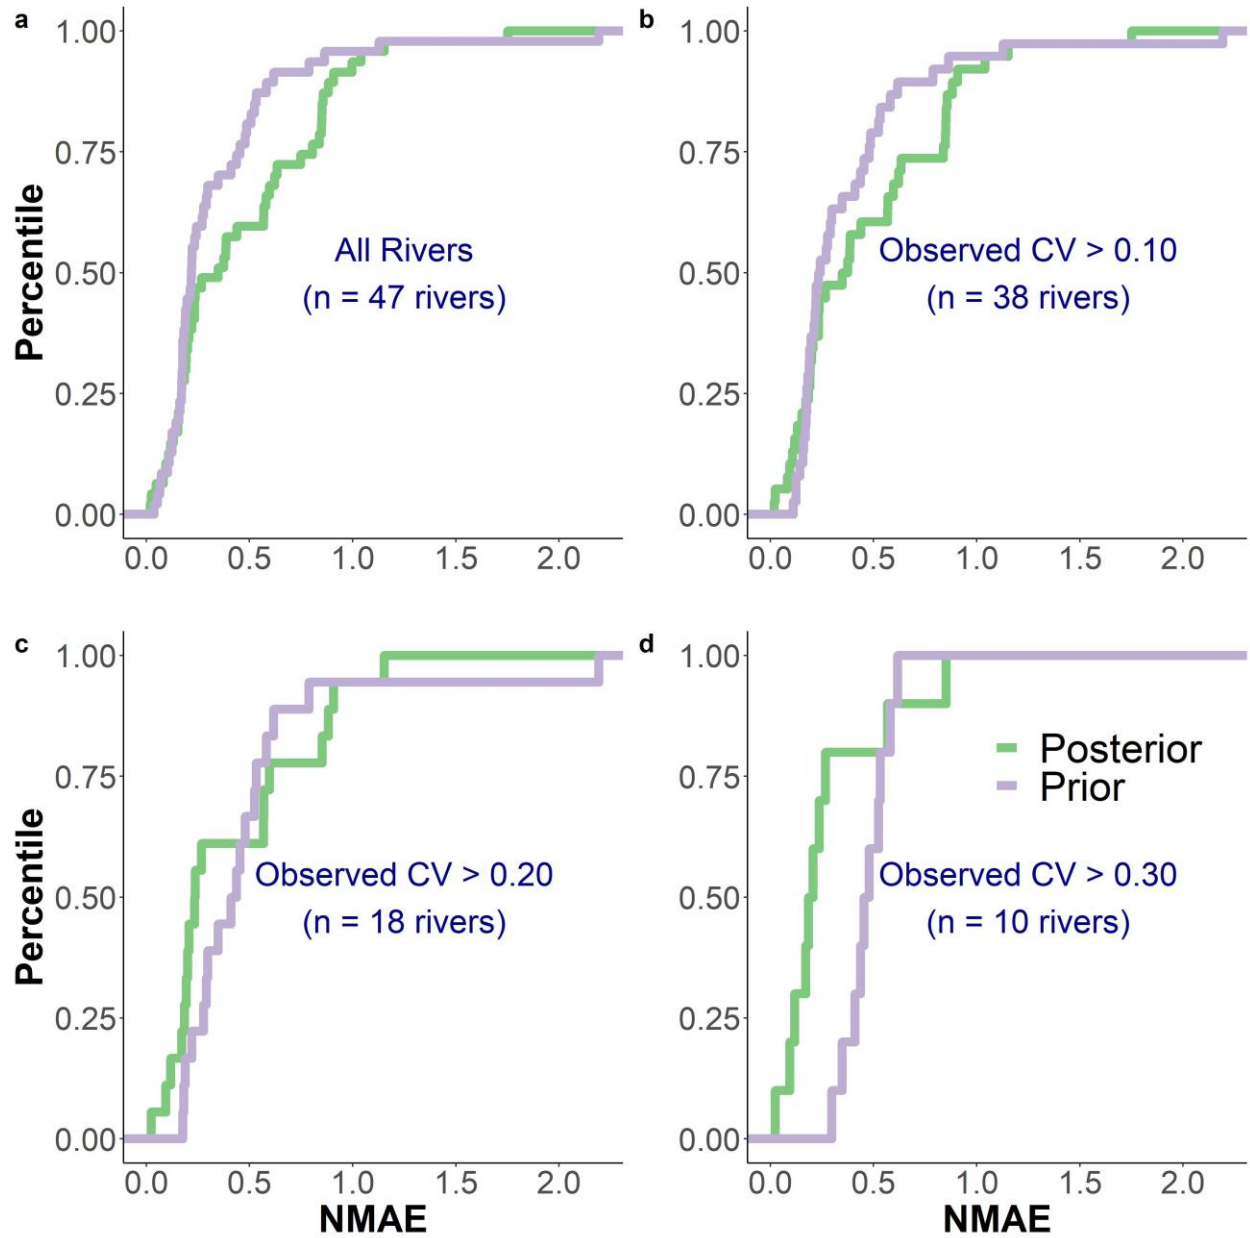 a
1.00
0.75
0.50
0.25
0.00
Percentile
All Rivers
(n = 47 rivers)
0.0 0.5 1.0 1.5 2.0
b
1.00
0.75
0.50
0.25
0.00
Observed CV > 0.10
(n = 38 rivers)
0.0 0.5 1.0 1.5 2.0
c
1.00
0.75
0.50
0.25
0.00
Percentile
Observed CV > 0.20
(n = 18 rivers)
0.0 0.5 1.0 1.5 2.0
NMAE
d
1.00
0.75
0.50
0.25
0.00
Posterior
Prior
Observed CV > 0.30
(n = 10 rivers)
0.0 0.5 1.0 1.5 2.0
NMAE